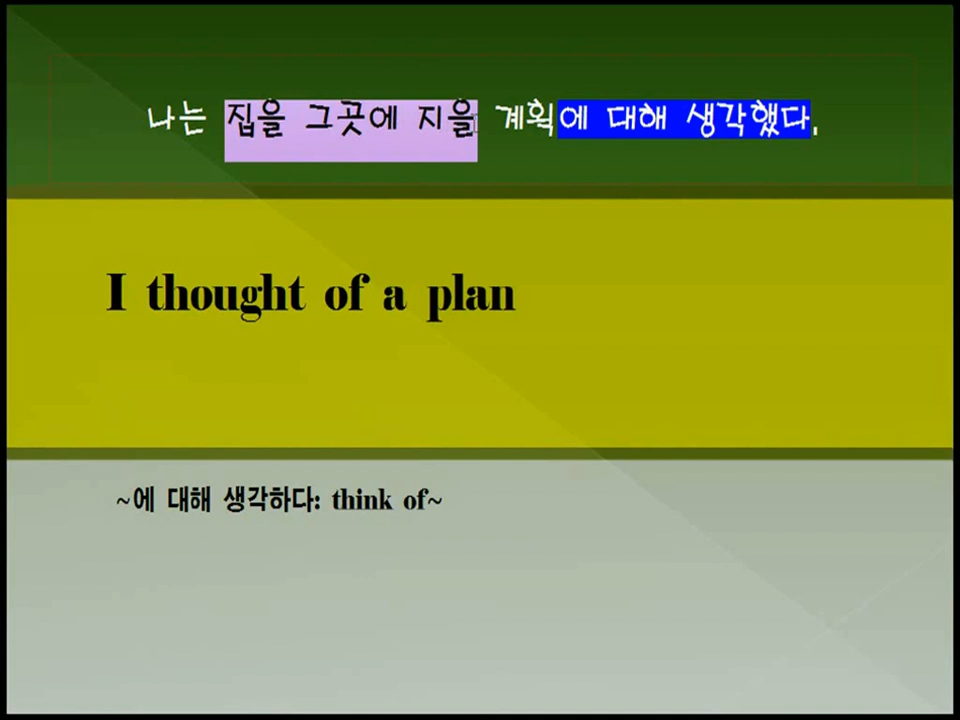 나는 집을 그곳에 지을 계획에 대해 생각했다.
I thought of a plan
~에 대해 생각하다: think of~